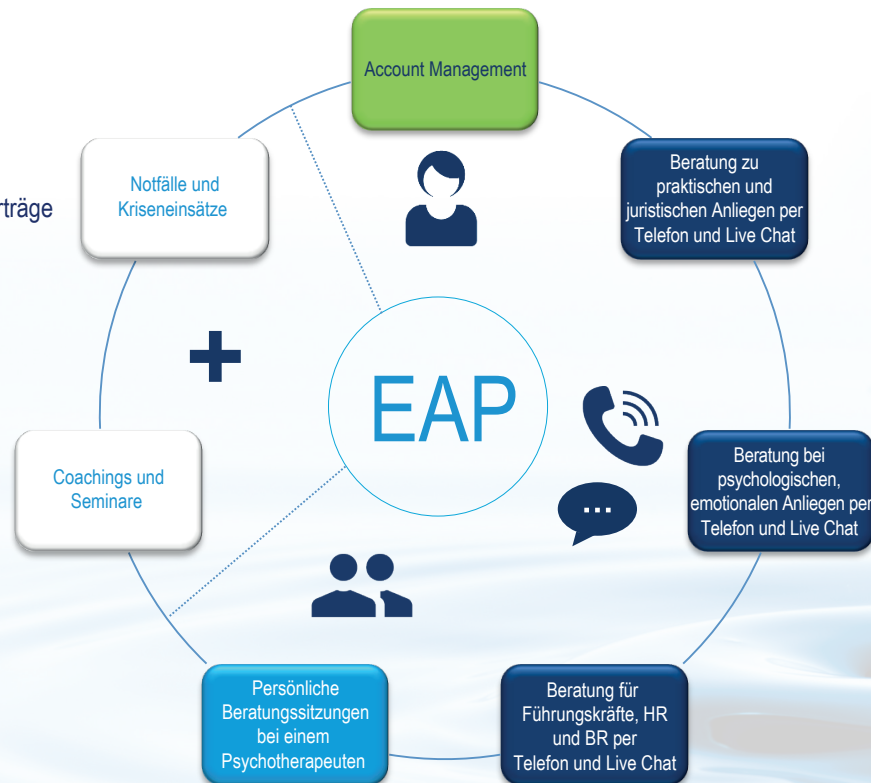 Account Management
Beratung zu
praktischen und
juristischen Anliegen per
Telefon und Live Chat
Beratung bei
psychologischen,
emotionalen Anliegen per
Telefon und Live Chat
Beratung für
Führungskräfte, HR
und BR per
Telefon und Live Chat
Persönliche
Beratungssitzungen
bei einem
Psychotherapeuten
Coachings und
Seminare
Notfälle und
Kriseneinsätze
EAP